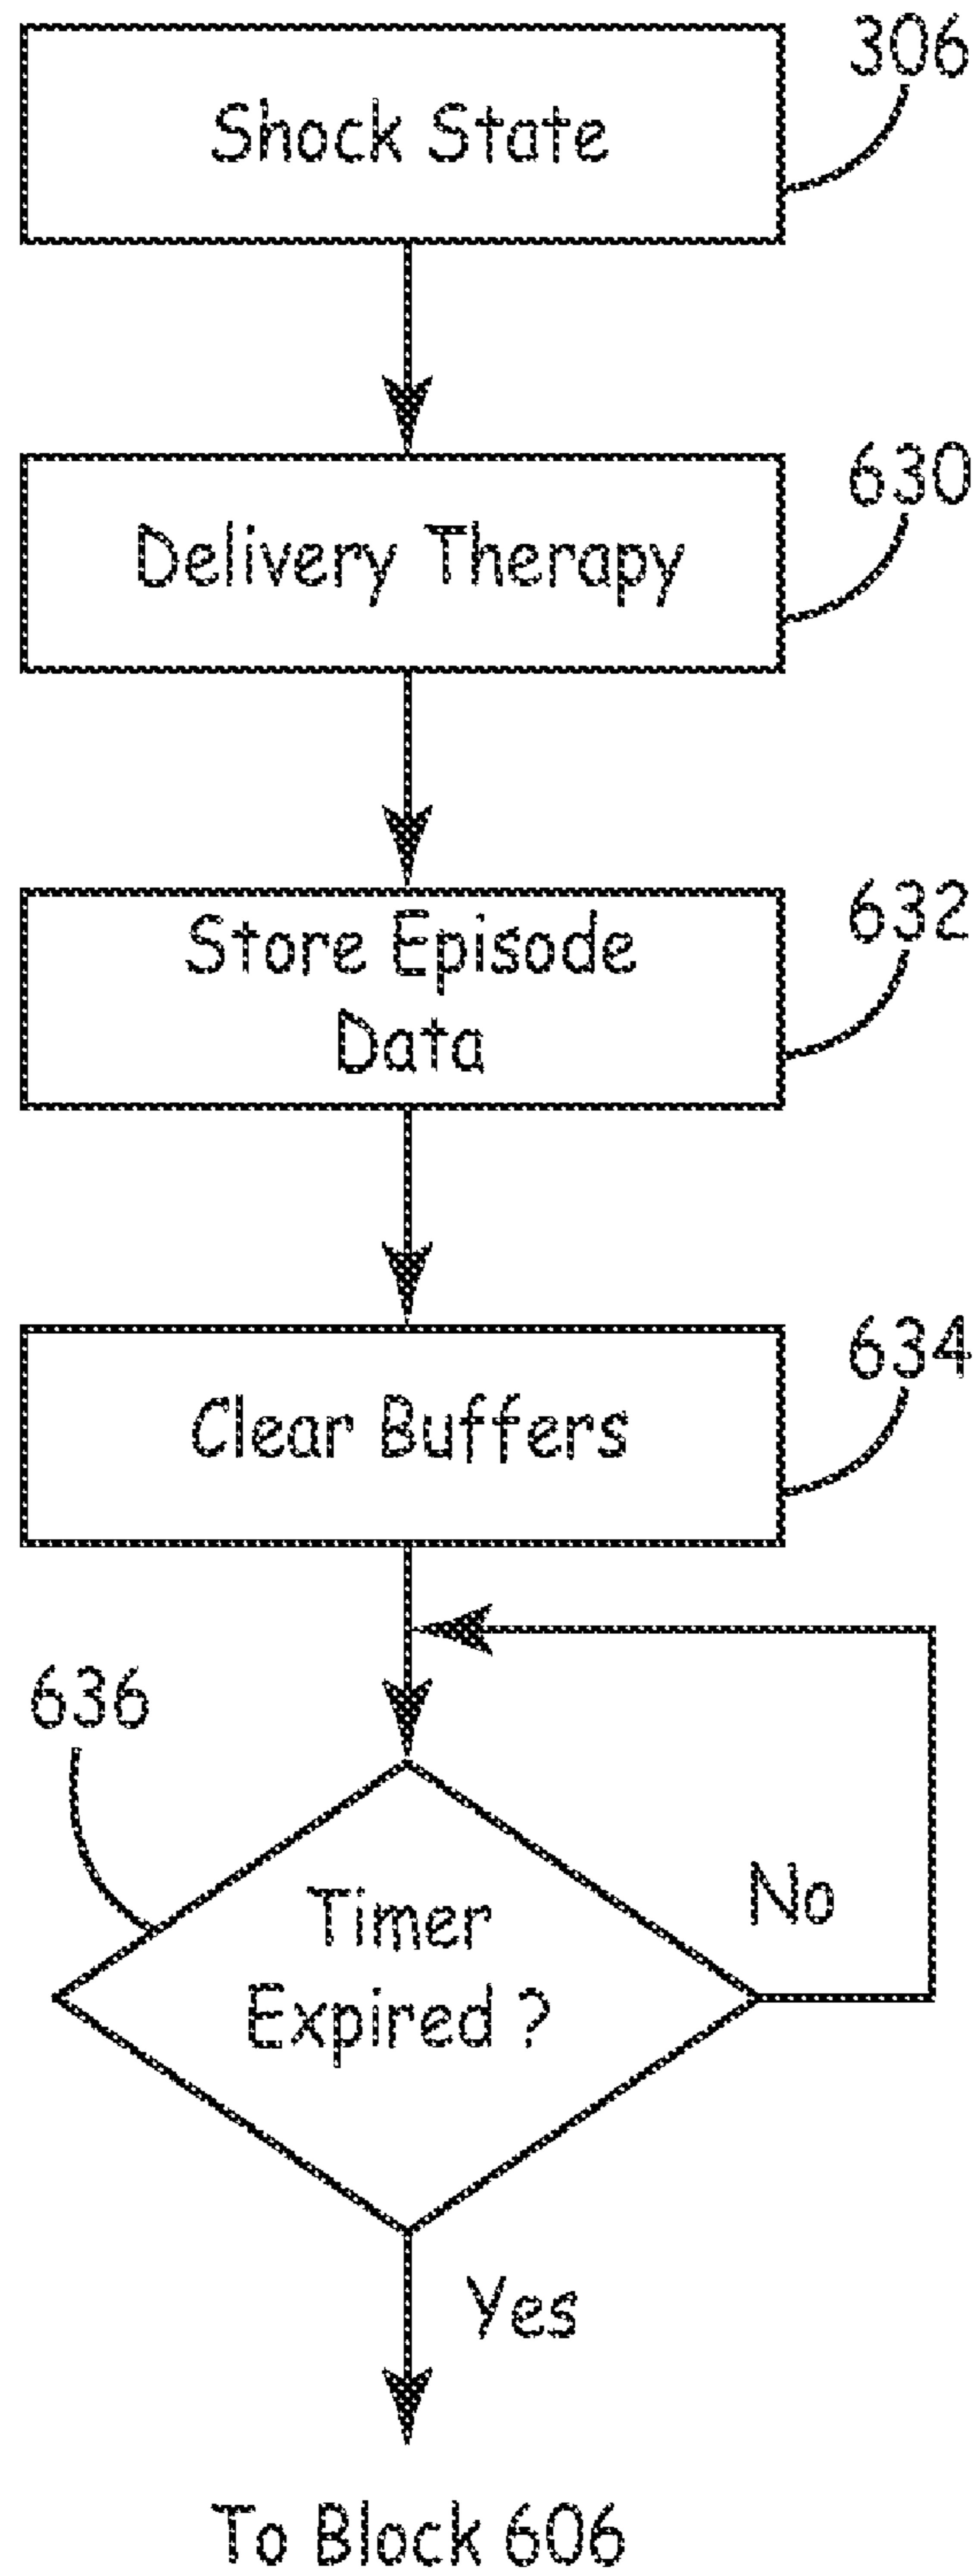 306
Shock State
630
Delivery Therapy
632
Store Episode
Data
634
Clear Buffers
636
No
Timer
Expired ?
Yes
To Block 606